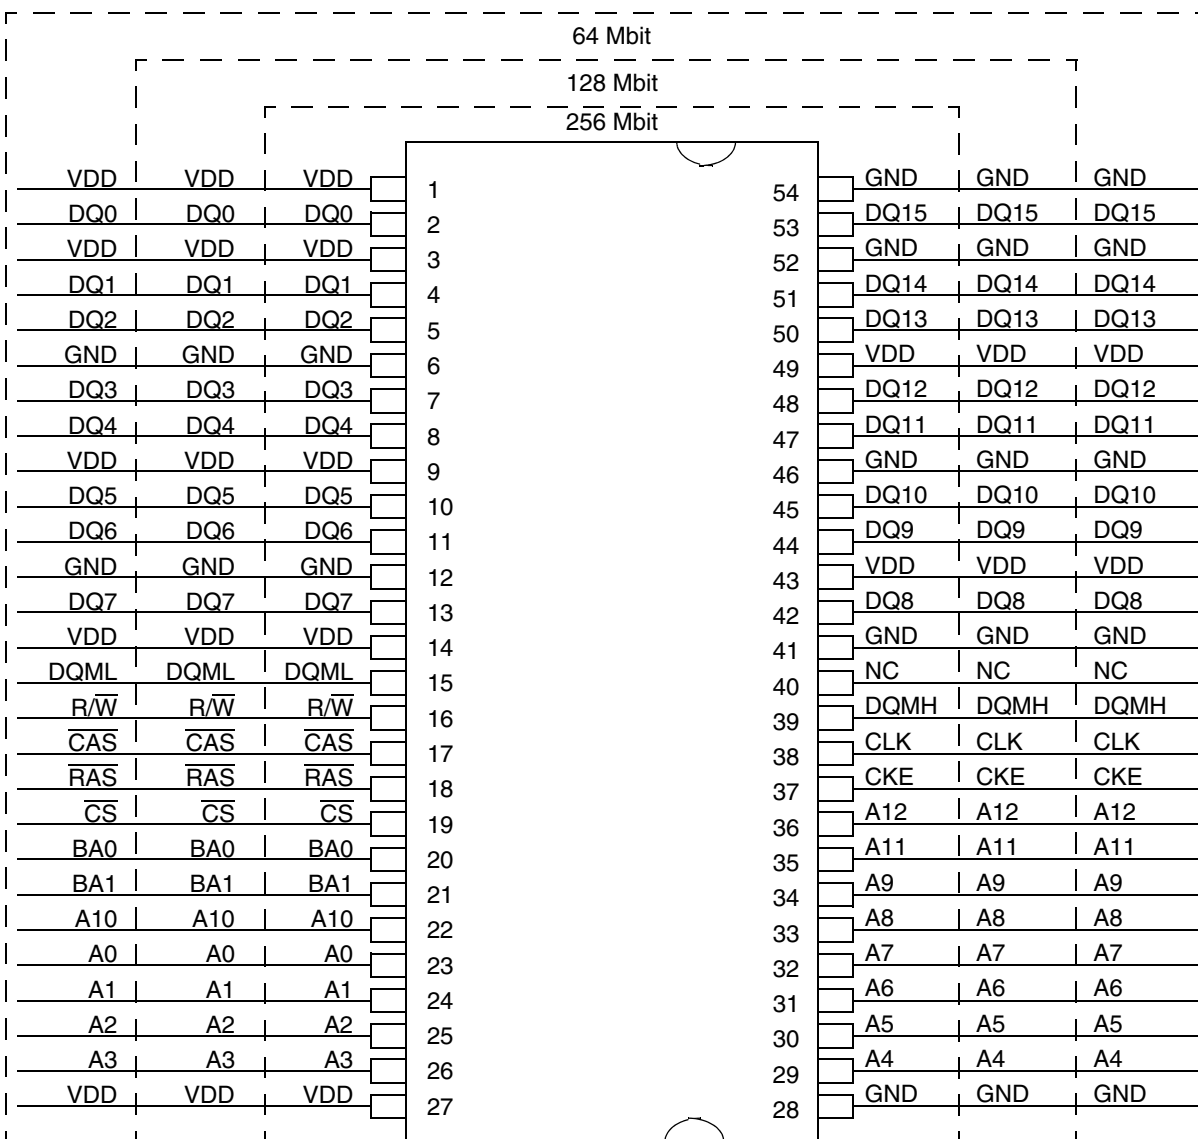 64 Mbit
128 Mbit
256 Mbit
VDD VDD VDD 1 54 GND GND GND
DQ0 DQ0 DQ0 2 53 DQ15 DQ15 DQ15
VDD VDD VDD 3 52 GND GND GND
DQ1 DQ1 DQ1 4 51 DQ14 DQ14 DQ14
DQ2 DQ2 DQ2 5 50 DQ13 DQ13 DQ13
GND GND GND 6 49 VDD VDD VDD
DQ3 DQ3 DQ3 7 48 DQ12 DQ12 DQ12
DQ4 DQ4 DQ4 8 47 DQ11 DQ11 DQ11
VDD VDD VDD 9 46 GND GND GND
DQ5 DQ5 DQ5 10 45 DQ10 DQ10 DQ10
DQ6 DQ6 DQ6 11 44 DQ9 DQ9 DQ9
GND GND GND 12 43 VDD VDD VDD
DQ7 DQ7 DQ7 13 42 DQ8 DQ8 DQ8
VDD VDD VDD 14 41 GND GND GND
DQML DQML DQML 15 40 NC NC NC
R/W̅ R/W̅ R/W̅ 16 39 DQMH DQMH DQMH
C̅A̅S̅ C̅A̅S̅ C̅A̅S̅ 17 38 CLK CLK CLK
R̅A̅S̅ R̅A̅S̅ R̅A̅S̅ 18 37 CKE CKE CKE
C̅S̅ C̅S̅ C̅S̅ 19 36 A12 A12 A12
BA0 BA0 BA0 20 35 A11 A11 A11
BA1 BA1 BA1 21 34 A9 A9 A9
A10 A10 A10 22 33 A8 A8 A8
A0 A0 A0 23 32 A7 A7 A7
A1 A1 A1 24 31 A6 A6 A6
A2 A2 A2 25 30 A5 A5 A5
A3 A3 A3 26 29 A4 A4 A4
VDD VDD VDD 27 28 GND GND GND